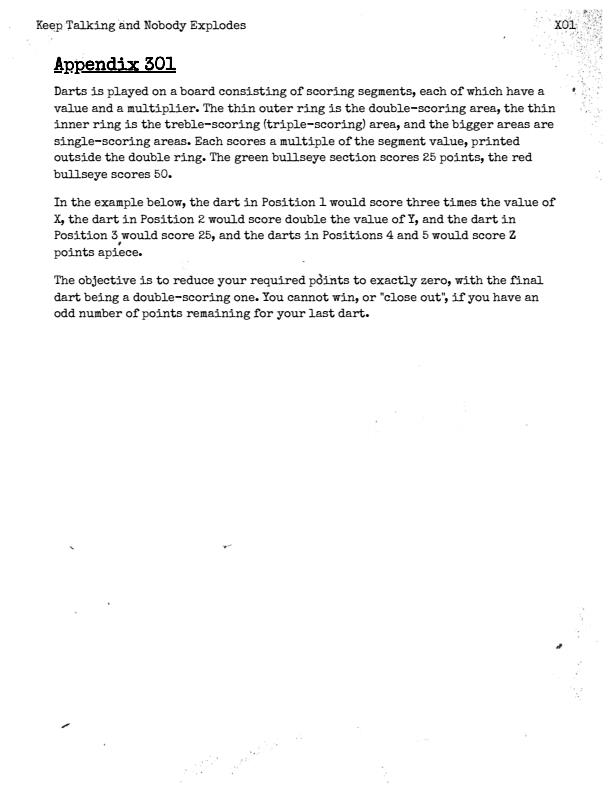 Keep Talking and Nobody Explodes
X01
Appendix 301
Darts is played on a board consisting of scoring segments, each of which have a
value and a multiplier. The thin outer ring is the double-scoring area, the thin
inner ring is the treble-scoring (triple-scoring) area, and the bigger areas are
single-scoring areas. Each scores a multiple of the segment value, printed
outside the double ring. The green bullseye section scores 25 points, the red
bullseye scores 50.
In the example below, the dart in Position 1 would score three times the value of
X, the dart in Position 2 would score double the value of Y, and the dart in
Position 3 would score 25, and the darts in Positions 4 and 5 would score Z
points apiece.
The objective is to reduce your required points to exactly zero, with the final
dart being a double-scoring one. You cannot win, or "close out", if you have an
odd number of points remaining for your last dart.